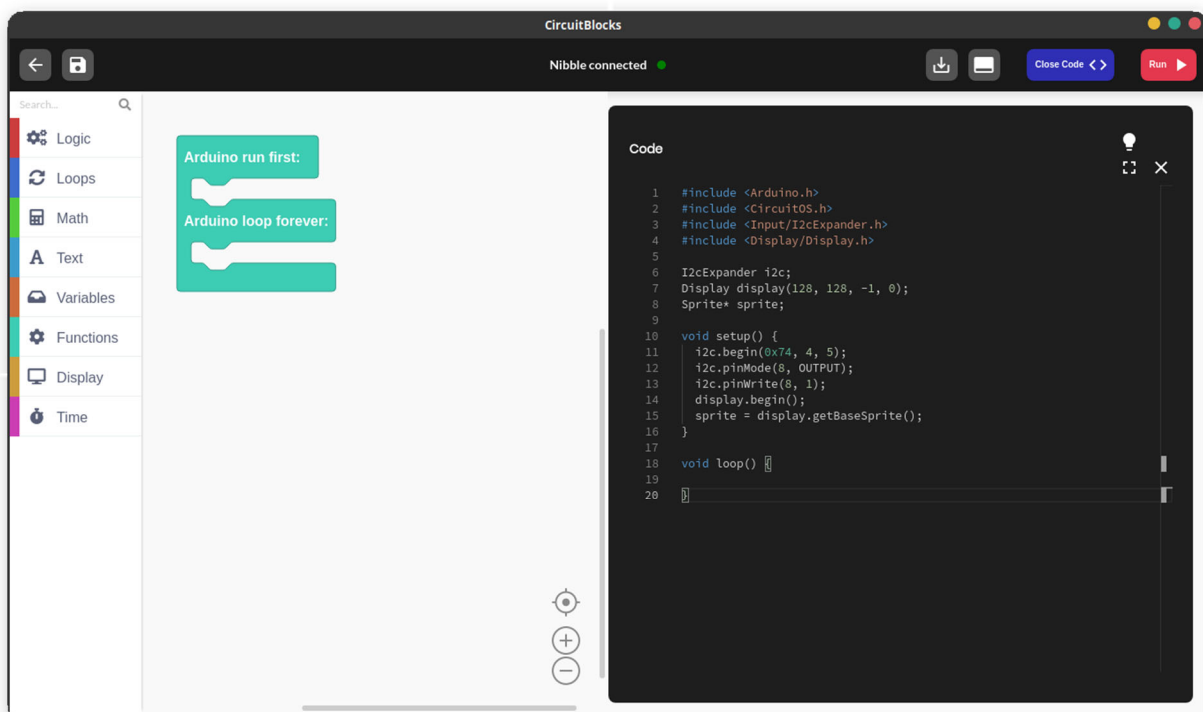 CircuitBlocks
Nibble connected
Close Code
Run
Search...
Logic
Loops
Math
Text
Variables
Functions
Display
Time
Arduino run first:
Arduino loop forever:
Code
1 #include <Arduino.h>
2 #include <CircuitOS.h>
3 #include <Input/I2cExpander.h>
4 #include <Display/Display.h>
5
6 I2cExpander i2c;
7 Display display(128, 128, -1, 0);
8 Sprite* sprite;
9
10 void setup() {
11 i2c.begin(0x74, 4, 5);
12 i2c.pinMode(8, OUTPUT);
13 i2c.pinWrite(8, 1);
14 display.begin();
15 sprite = display.getBaseSprite();
16 }
17
18 void loop() {
19
20 }